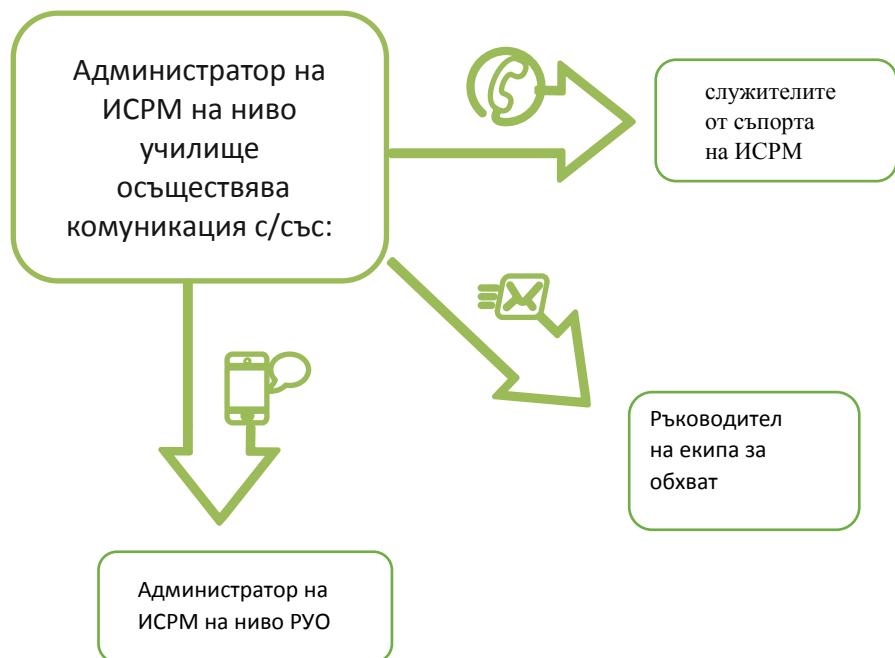 Администратор на
ИСРМ на ниво
училище
осъществява
комуникация с/със:
служителите
от съпорта
на ИСРМ
Ръководител
на екипа за
обхват
Администратор на
ИСРМ на ниво РУО